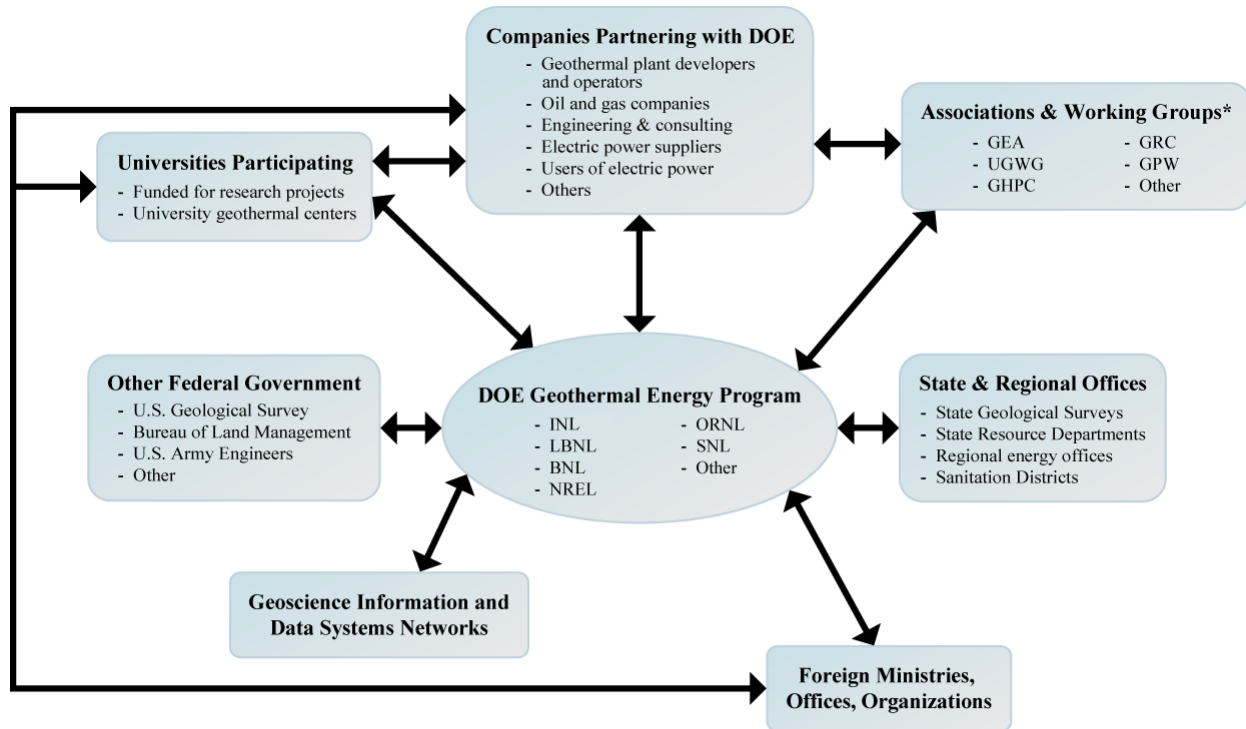 Companies Partnering with DOE
- Geothermal plant developers
and operators
- Oil and gas companies
- Engineering & consulting
- Electric power suppliers
- Users of electric power
- Others
Associations & Working Groups*
- GEA
- UGWG
- GHPC
- GRC
- GPW
- Other
Universities Participating
- Funded for research projects
- University geothermal centers
Other Federal Government
- U.S. Geological Survey
- Bureau of Land Management
- U.S. Army Engineers
- Other
DOE Geothermal Energy Program
- INL
- LBNL
- BNL
- NREL
- ORNL
- SNL
- Other
State & Regional Offices
- State Geological Surveys
- State Resource Departments
- Regional energy offices
- Sanitation Districts
Geoscience Information and
Data Systems Networks
Foreign Ministries,
Offices, Organizations